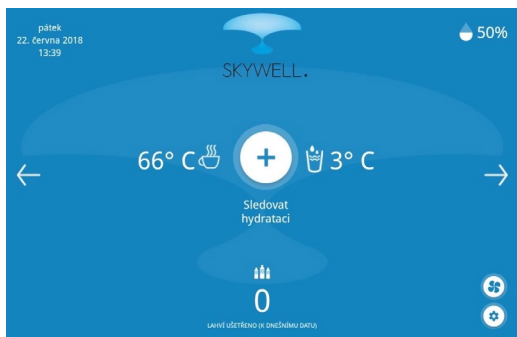 pátek
22. června 2018
13:39
SKYWELL.
50%
66° C
3° C
Sledovat
hydrataci
0
LAHVÍ UŠETŘENO (K DNEŠNÍMU DATU)